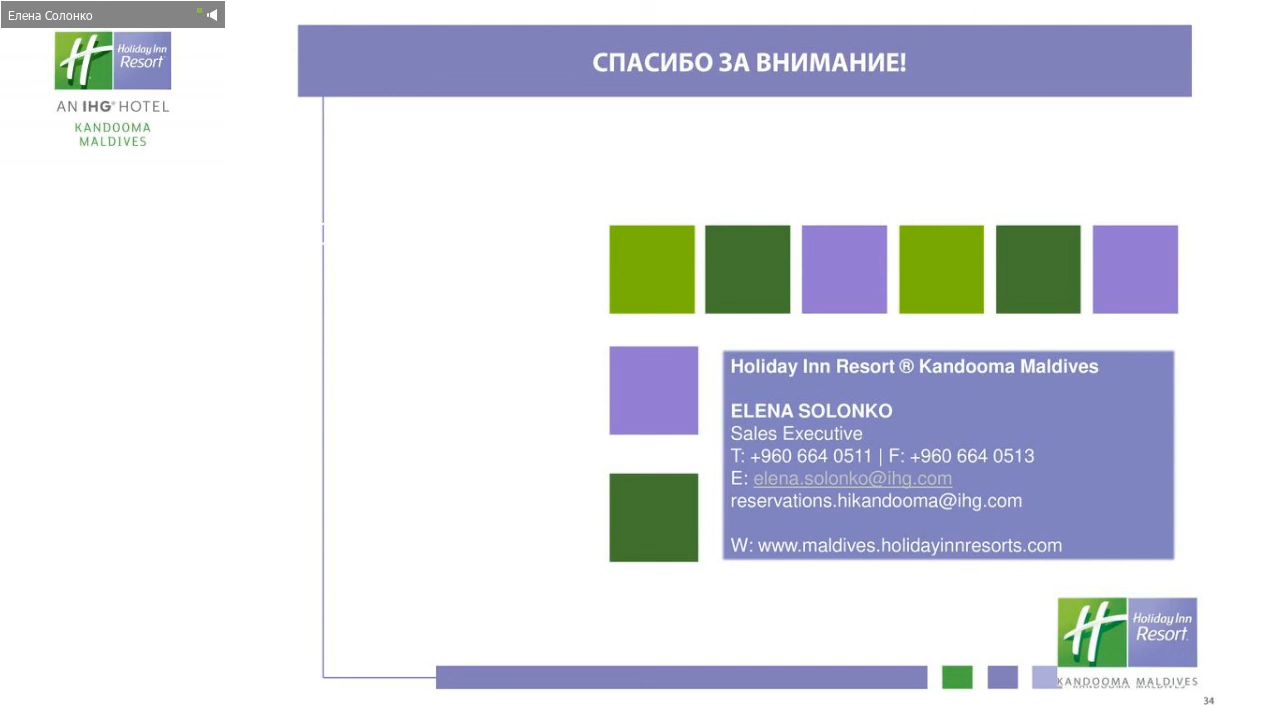 Елена Солонко
Holiday Inn
Resort
AN IHG® HOTEL
KANDOOMA
MALDIVES
СПАСИБО ЗА ВНИМАНИЕ!
Holiday Inn Resort ® Kandooma Maldives
ELENA SOLONKO
Sales Executive
T: +960 664 0511 | F: +960 664 0513
E: elena.solonko@ihg.com
reservations.hikandooma@ihg.com
W: www.maldives.holidayinnresorts.com
Holiday Inn
Resort
KANDOOMA MALDIVES
34